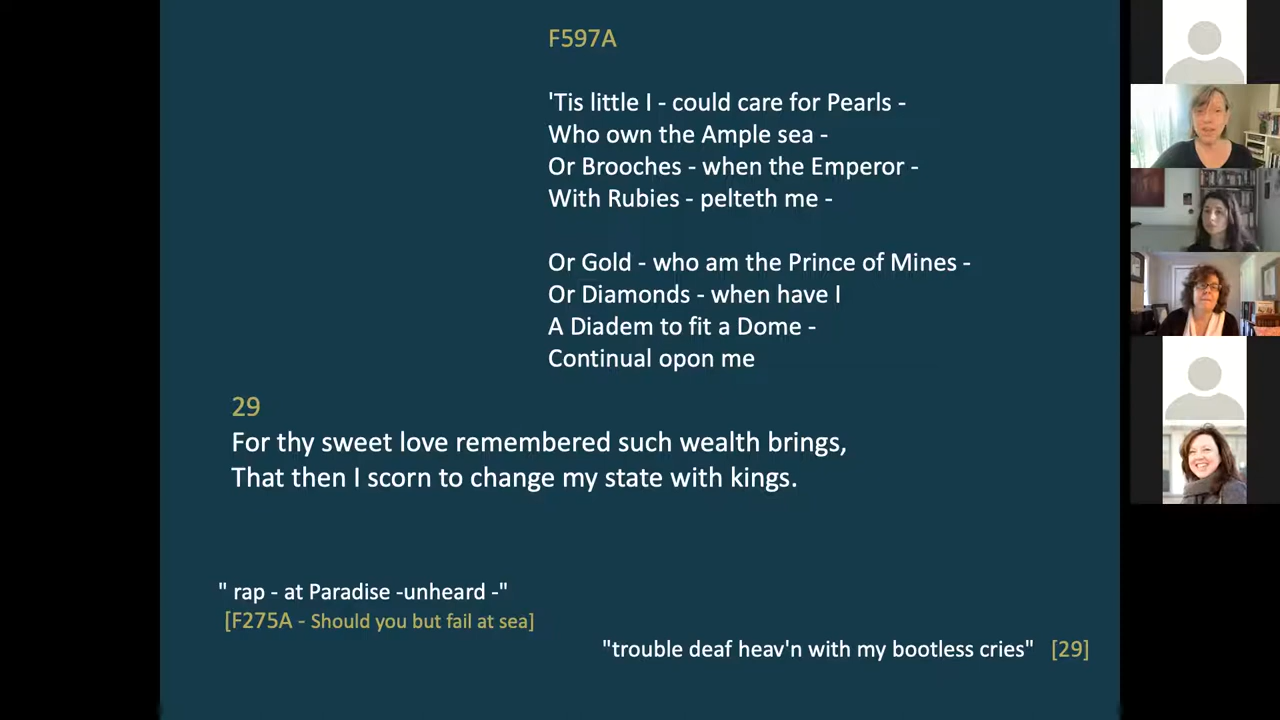 F597A
'Tis little I - could care for Pearls -
Who own the Ample sea -
Or Brooches - when the Emperor -
With Rubies - pelteth me -
Or Gold - who am the Prince of Mines -
Or Diamonds - when have I
A Diadem to fit a Dome -
Continual opon me
29
For thy sweet love remembered such wealth brings,
That then I scorn to change my state with kings.
" rap - at Paradise -unheard -"
[F275A - Should you but fail at sea]
"trouble deaf heav'n with my bootless cries" [29]